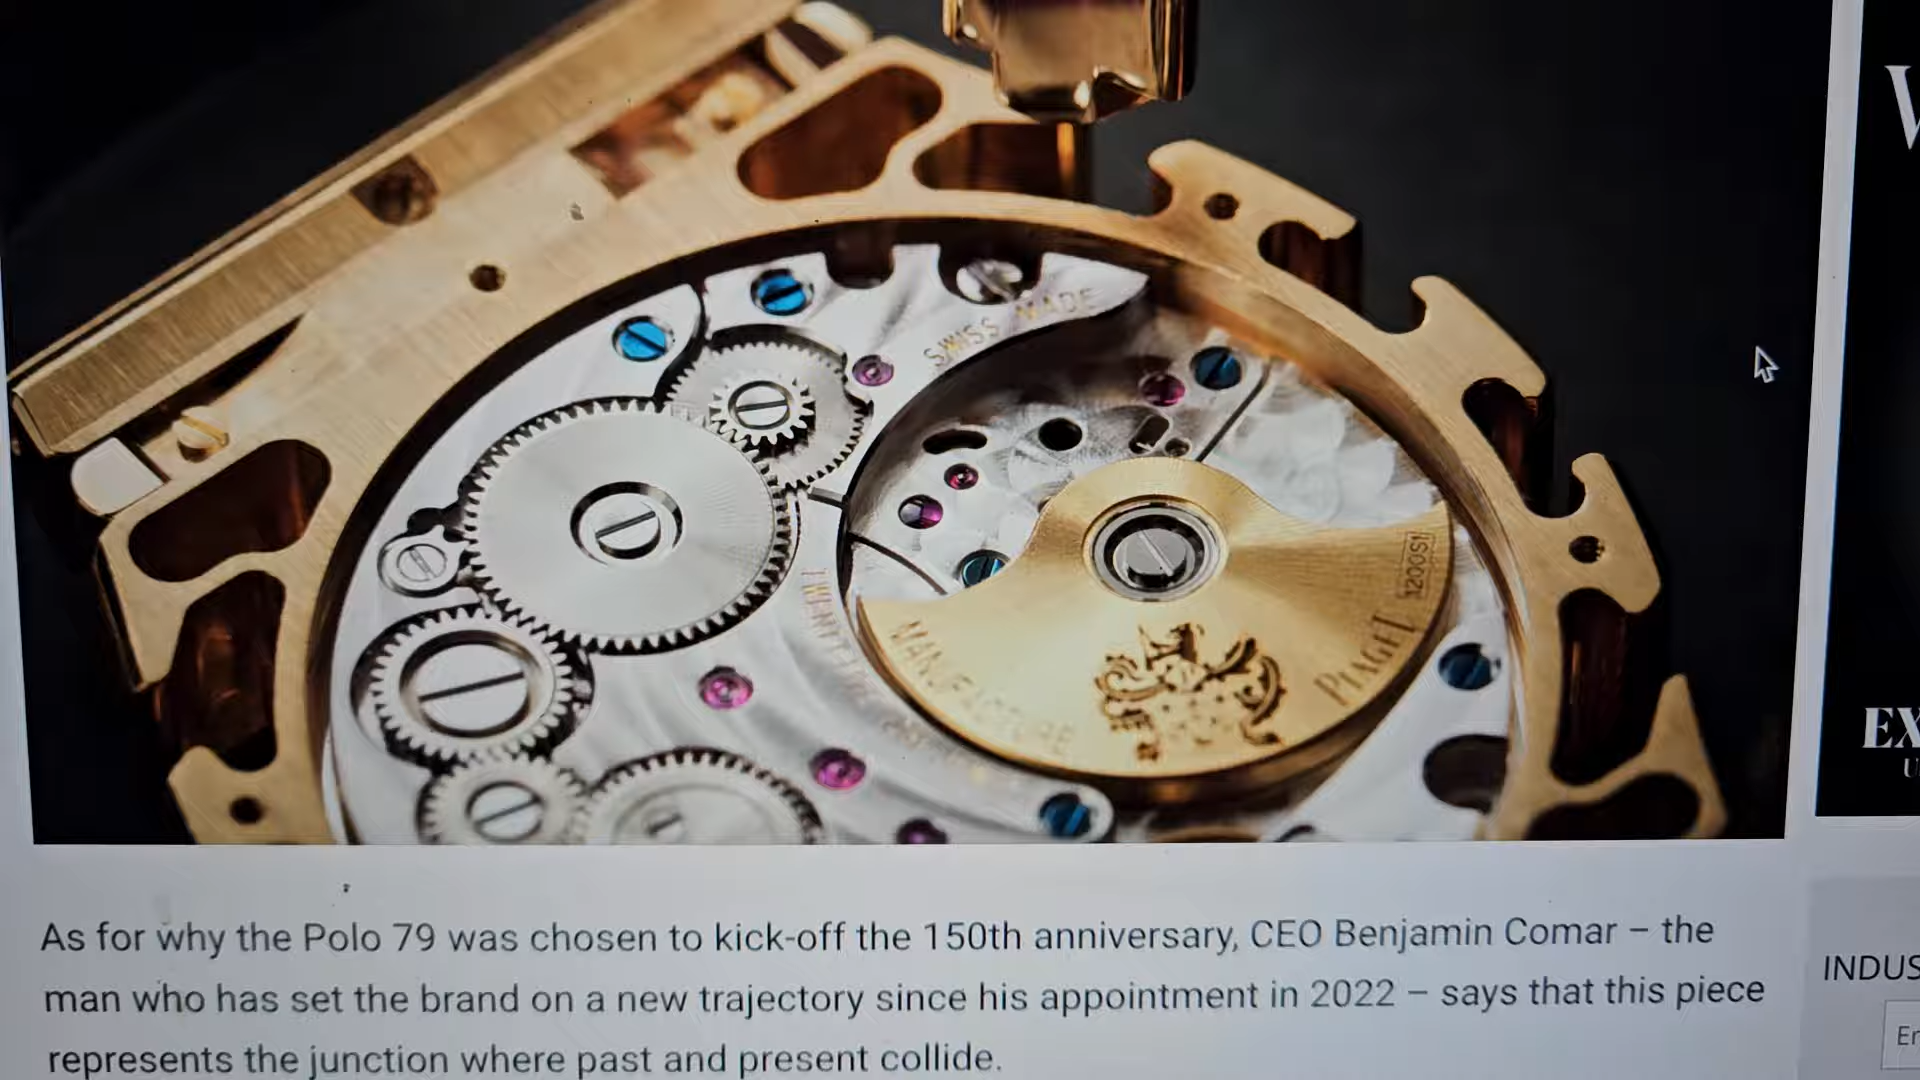 SWISS MADE
1200S1
MANUFACTURE
PIAGET
As for why the Polo 79 was chosen to kick-off the 150th anniversary, CEO Benjamin Comar – the
man who has set the brand on a new trajectory since his appointment in 2022 – says that this piece
represents the junction where past and present collide.
EX
INDUS